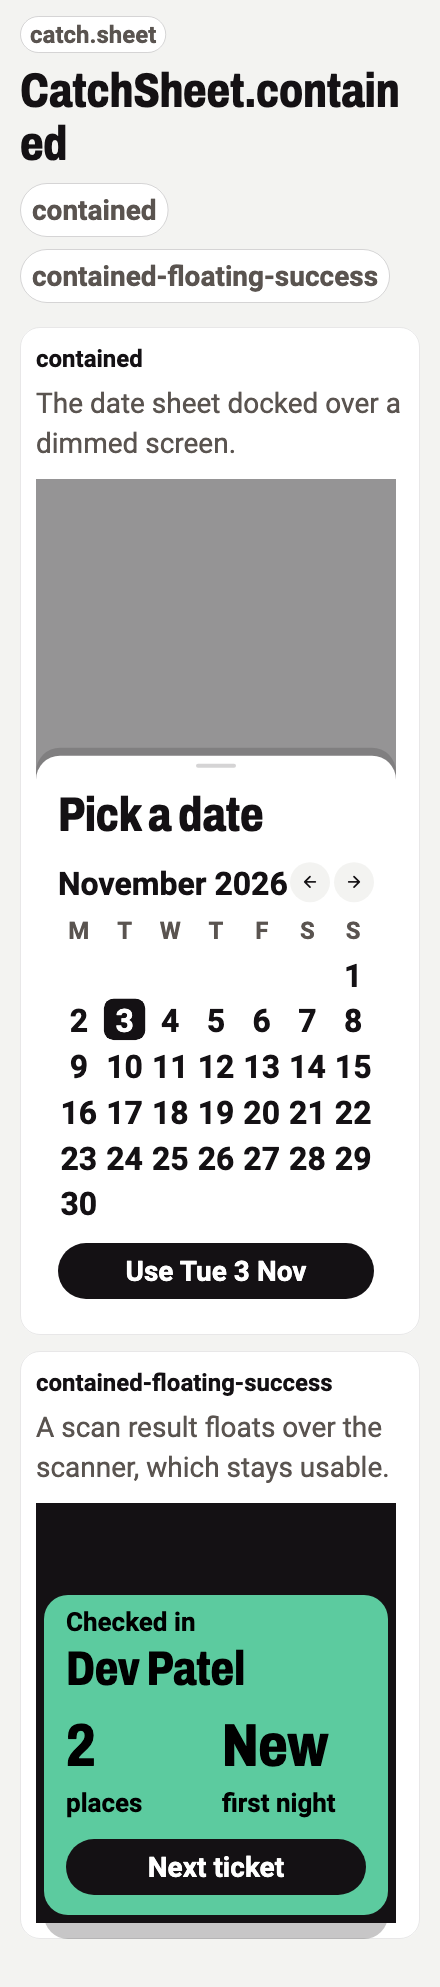 catch.sheet
CatchSheet.contain
ed
contained
contained-floating-success
contained
The date sheet docked over a
dimmed screen.
Pick a date
November 2026 ← →
M T W T F S S
1
2 3 4 5 6 7 8
9 10 11 12 13 14 15
16 17 18 19 20 21 22
23 24 25 26 27 28 29
30
Use Tue 3 Nov
contained-floating-success
A scan result floats over the
scanner, which stays usable.
Checked in
Dev Patel
2 New
places first night
Next ticket